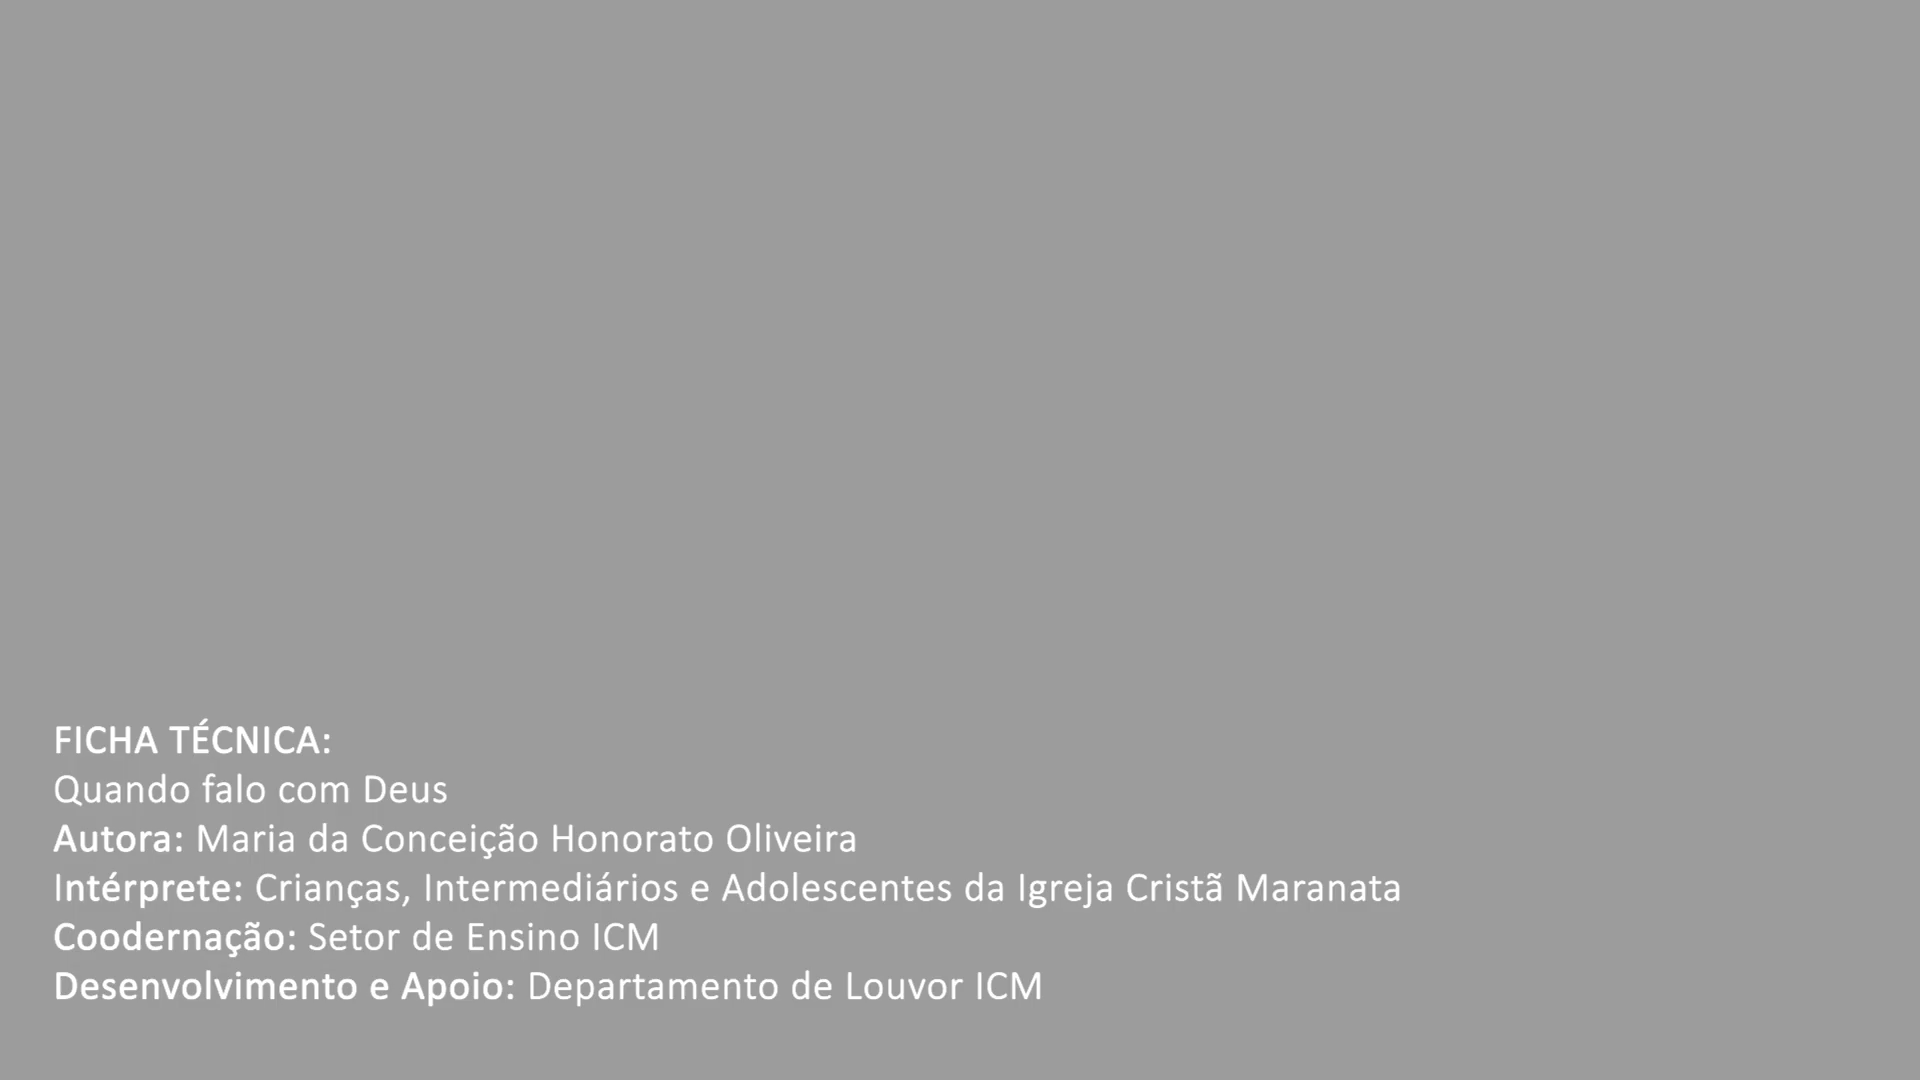 FICHA TÉCNICA:
Quando falo com Deus
Autora: Maria da Conceição Honorato Oliveira
Intérprete: Crianças, Intermediários e Adolescentes da Igreja Cristã Maranata
Coodernação: Setor de Ensino ICM
Desenvolvimento e Apoio: Departamento de Louvor ICM